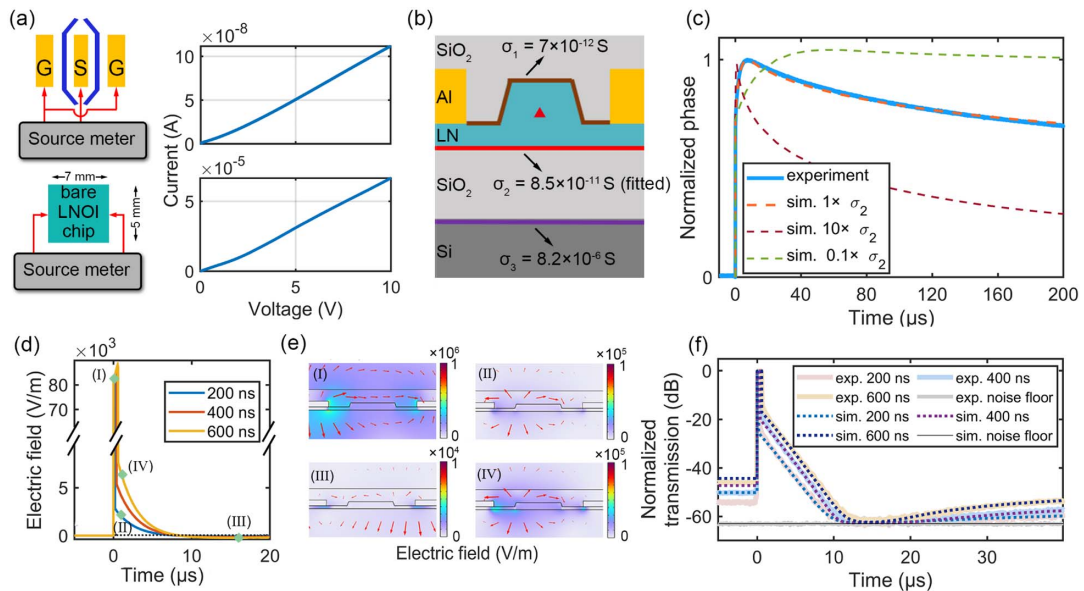 (a)
G S G
Source meter
7 mm
bare
LNOI
chip
5 mm
Source meter
×10⁻⁸
10
5
0
×10⁻⁵
6
4
2
0
0 5 10
Current (A)
Voltage (V)
(b)
SiO₂
σ₁ = 7×10⁻¹² S
Al
LN
SiO₂
σ₂ = 8.5×10⁻¹¹ S (fitted)
Si
σ₃ = 8.2×10⁻⁶ S
(c)
Normalized phase
1
0
experiment
sim. 1× σ₂
sim. 10× σ₂
sim. 0.1× σ₂
0 40 80 120 160 200
Time (µs)
(d)
×10³
Electric field (V/m)
80
70
5
0
(I)
(IV)
(II)
(III)
200 ns
400 ns
600 ns
0 10 20
Time (µs)
(e)
(I)
×10⁶
1
0
(II)
×10⁵
1
0
(III)
×10⁴
1
0
(IV)
×10⁵
1
0
Electric field (V/m)
(f)
Normalized
transmission (dB)
0
-20
-40
-60
exp. 200 ns exp. 400 ns
exp. 600 ns exp. noise floor
sim. 200 ns sim. 400 ns
sim. 600 ns sim. noise floor
0 10 20 30
Time (µs)